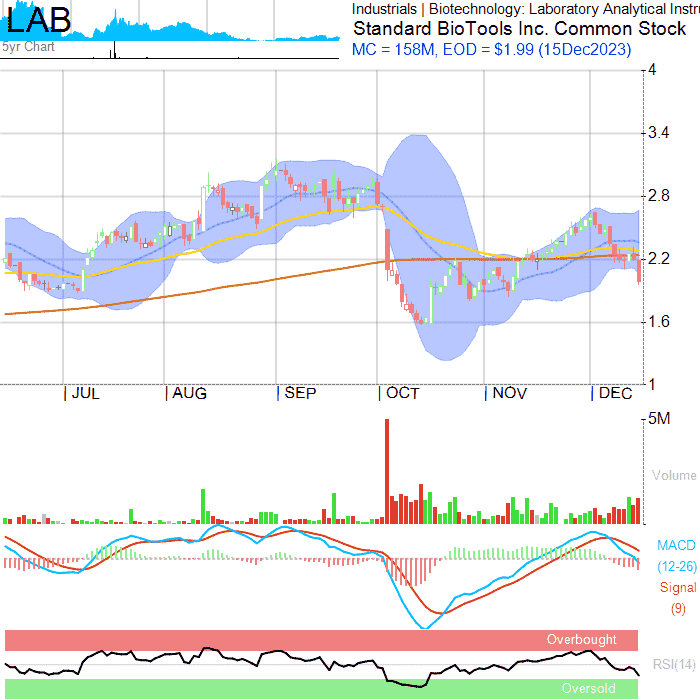 LAB
5yr Chart
Industrials | Biotechnology: Laboratory Analytical Instru
Standard BioTools Inc. Common Stock
MC = 158M, EOD = $1.99 (15Dec2023)
4
3.4
2.8
2.2
1.6
1
JUL AUG SEP OCT NOV DEC
5M
Volume
MACD
(12-26)
Signal
(9)
Overbought
RSI(14)
Oversold